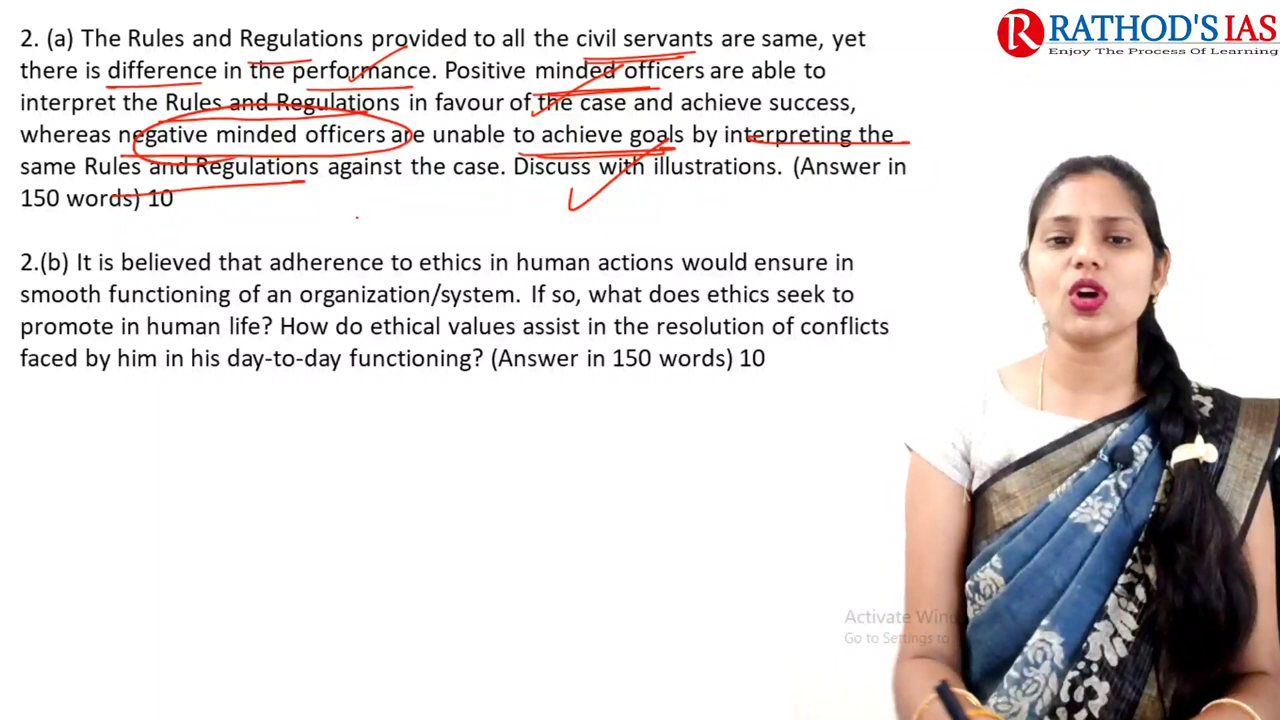 RATHOD'S IAS
Enjoy The Process Of Learning
2. (a) The Rules and Regulations provided to all the civil servants are same, yet
there is difference in the performance. Positive minded officers are able to
interpret the Rules and Regulations in favour of the case and achieve success,
whereas negative minded officers are unable to achieve goals by interpreting the
same Rules and Regulations against the case. Discuss with illustrations. (Answer in
150 words) 10
2.(b) It is believed that adherence to ethics in human actions would ensure in
smooth functioning of an organization/system. If so, what does ethics seek to
promote in human life? How do ethical values assist in the resolution of conflicts
faced by him in his day-to-day functioning? (Answer in 150 words) 10
Activate Win
Go to Settings to